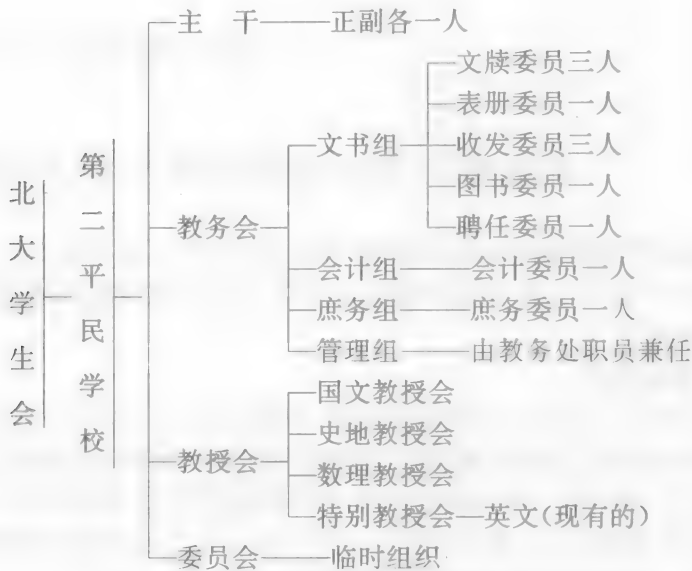 北大学生会
第二平民学校
主 干 正副各一人
教务会
文书组
文牍委员三人
表册委员一人
收发委员三人
图书委员一人
聘任委员一人
会计组 会计委员一人
庶务组 庶务委员一人
管理组 由教务处职员兼任
教授会
国文教授会
史地教授会
数理教授会
特别教授会 英文(现有的)
委员会 临时组织